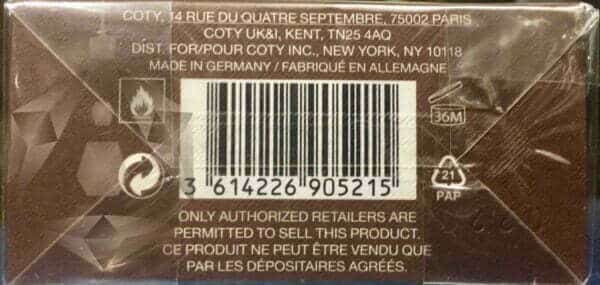 COTY, 14 RUE DU QUATRE SEPTEMBRE, 75002 PARIS
COTY UK&I, KENT, TN25 4AQ
DIST. FOR/POUR COTY INC., NEW YORK, NY 10118
MADE IN GERMANY / FABRIQUÉ EN ALLEMAGNE
36M
3 614226 905215
21
PAP
ONLY AUTHORIZED RETAILERS ARE
PERMITTED TO SELL THIS PRODUCT.
CE PRODUIT NE PEUT ÊTRE VENDU QUE
PAR LES DÉPOSITAIRES AGRÉÉS.